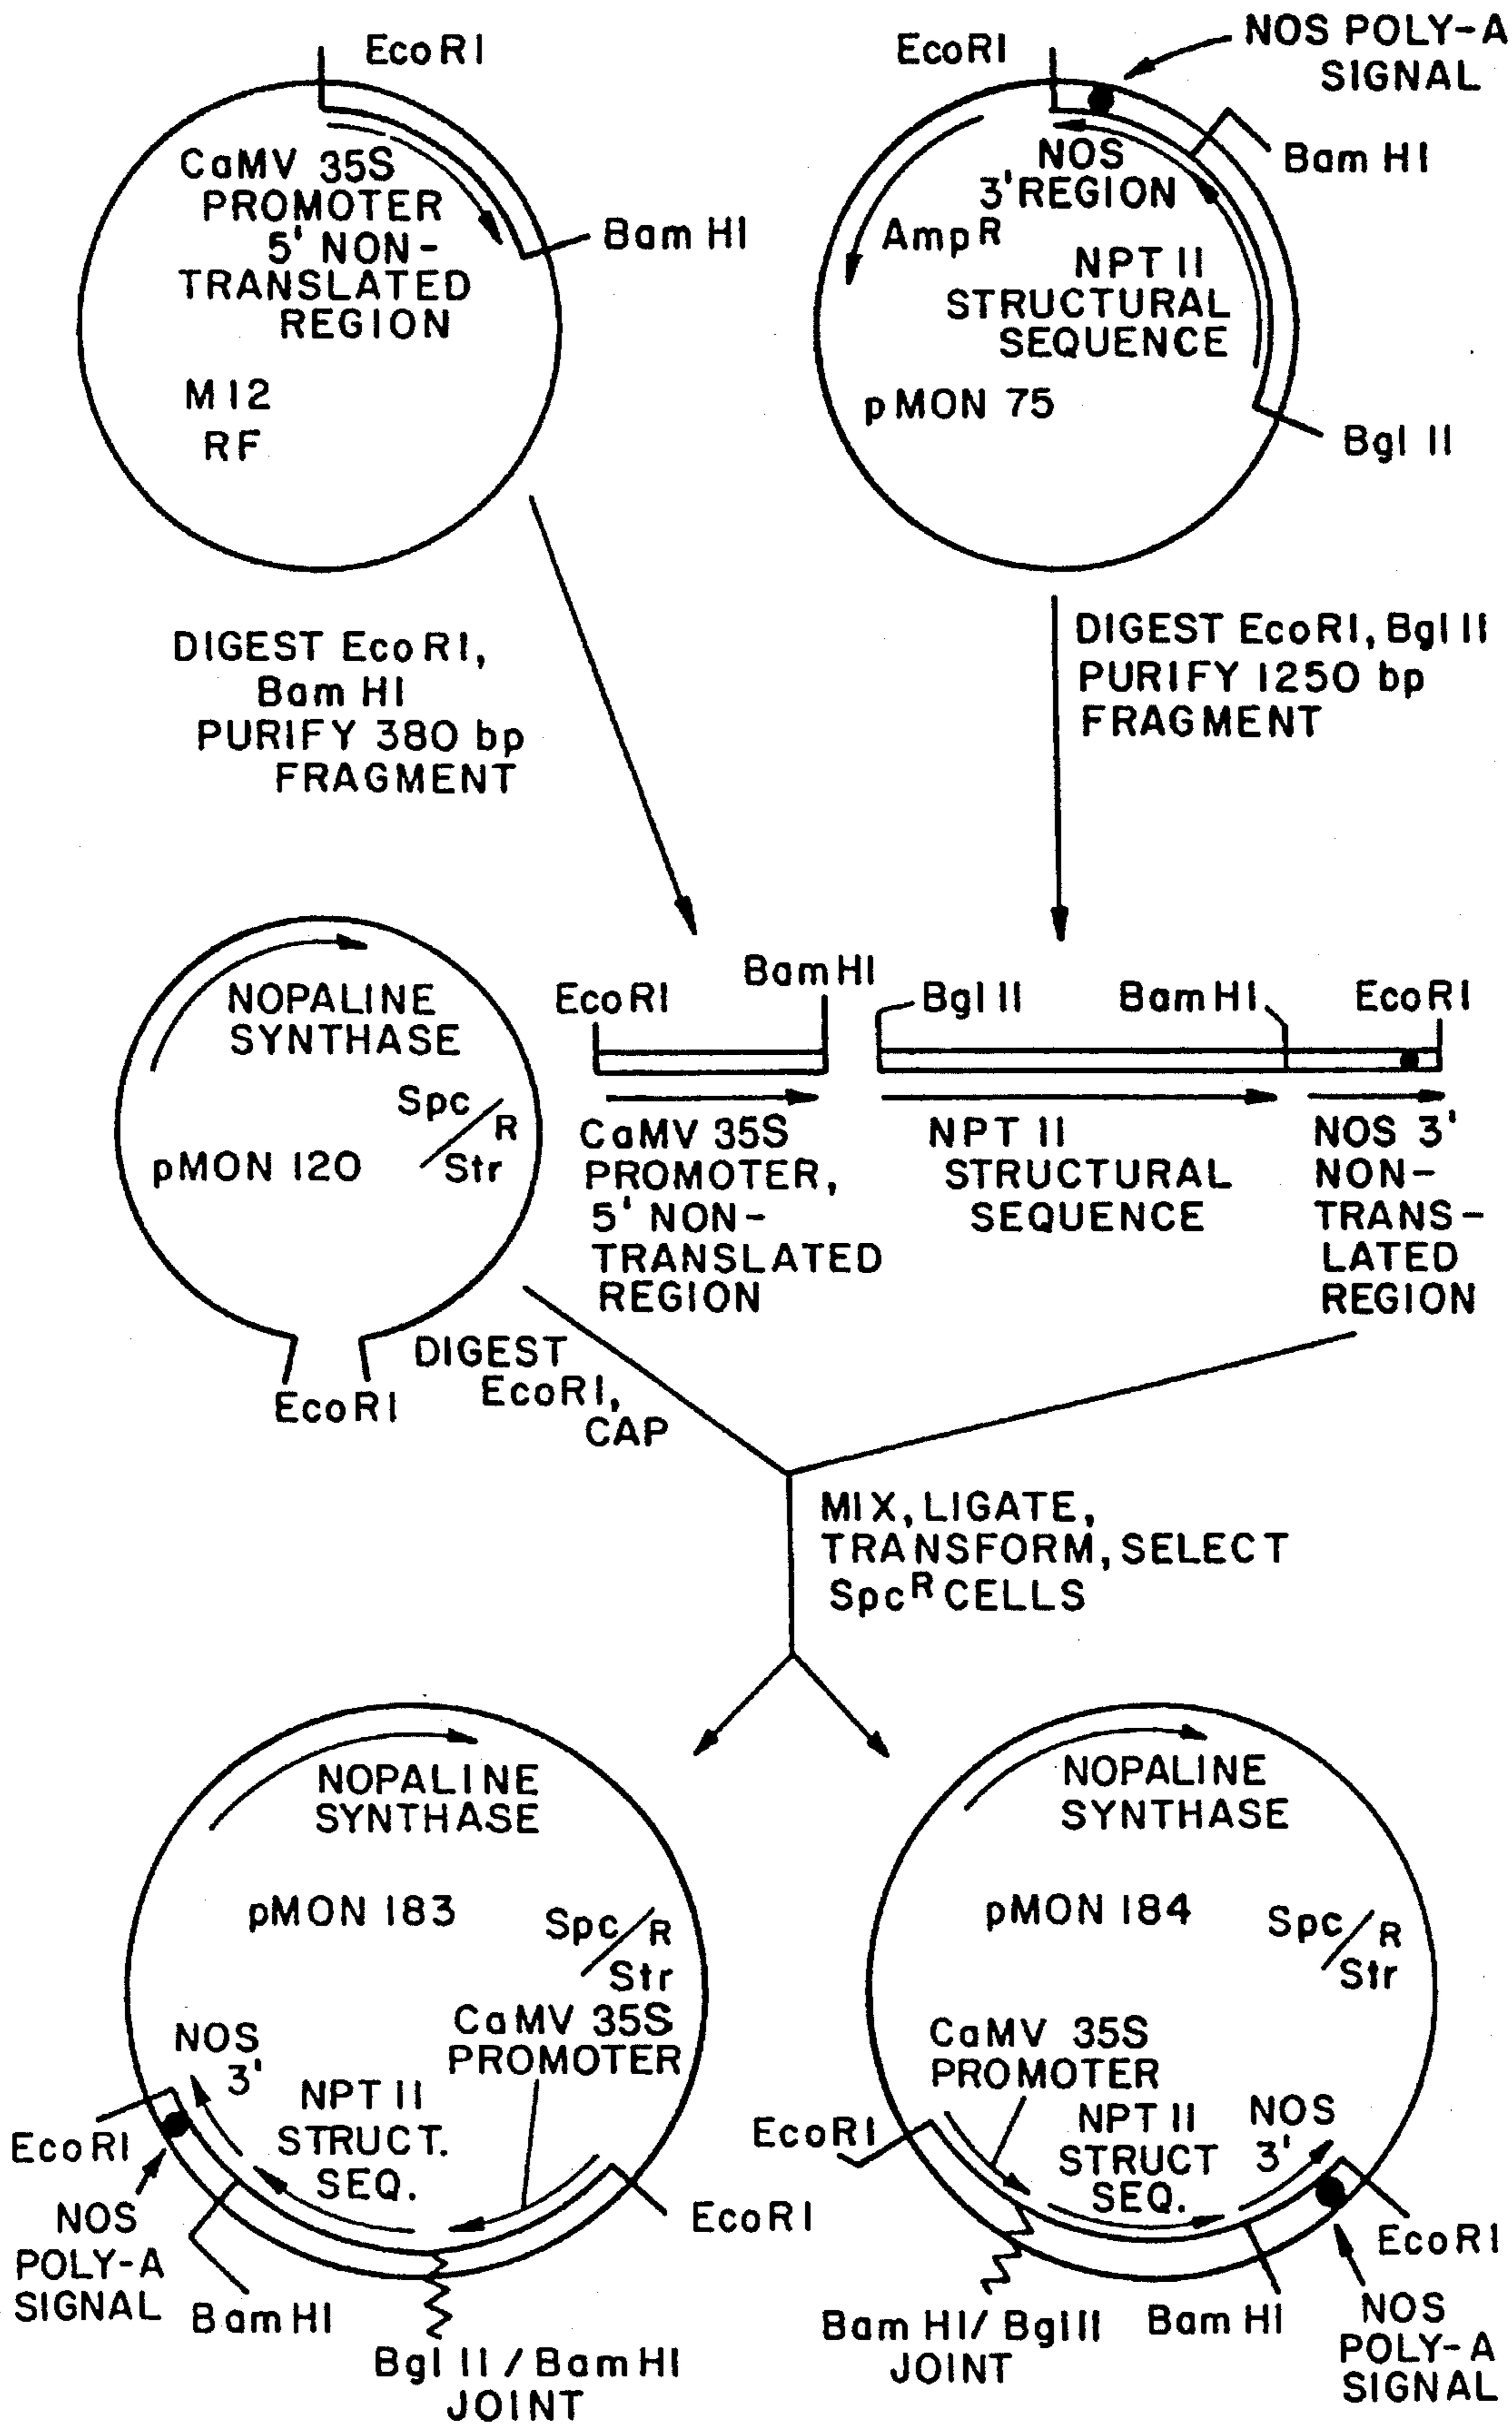 EcoRI
CaMV 35S
PROMOTER
5' NON-
TRANSLATED
REGION
Bam HI
M12
RF
EcoRI
NOS POLY-A
SIGNAL
Bam HI
NOS
3' REGION
AmpR
NPT II
STRUCTURAL
SEQUENCE
pMON 75
Bgl II
DIGEST EcoRI,
Bam HI
PURIFY 380 bp
FRAGMENT
DIGEST EcoRI, Bgl II
PURIFY 1250 bp
FRAGMENT
NOPALINE
SYNTHASE
Spc/R
Str
pMON 120
EcoRI
EcoRI
BamHI
Bgl II
BamHI
EcoRI
CaMV 35S
PROMOTER,
5' NON-
TRANSLATED
REGION
NPT II
STRUCTURAL
SEQUENCE
NOS 3'
NON-
TRANS-
LATED
REGION
DIGEST
EcoRI,
CAP
MIX, LIGATE,
TRANSFORM, SELECT
SpcR CELLS
NOPALINE
SYNTHASE
pMON 183
Spc/R
Str
CaMV 35S
PROMOTER
NOS
3'
NPT II
STRUCT.
SEQ.
EcoRI
NOS
POLY-A
SIGNAL
Bam HI
Bgl II / Bam HI
JOINT
EcoRI
NOPALINE
SYNTHASE
pMON 184
Spc/R
Str
CaMV 35S
PROMOTER
NPT II
STRUCT
SEQ.
NOS
3'
EcoRI
Bam HI / Bgl II
JOINT
Bam HI
EcoRI
NOS
POLY-A
SIGNAL